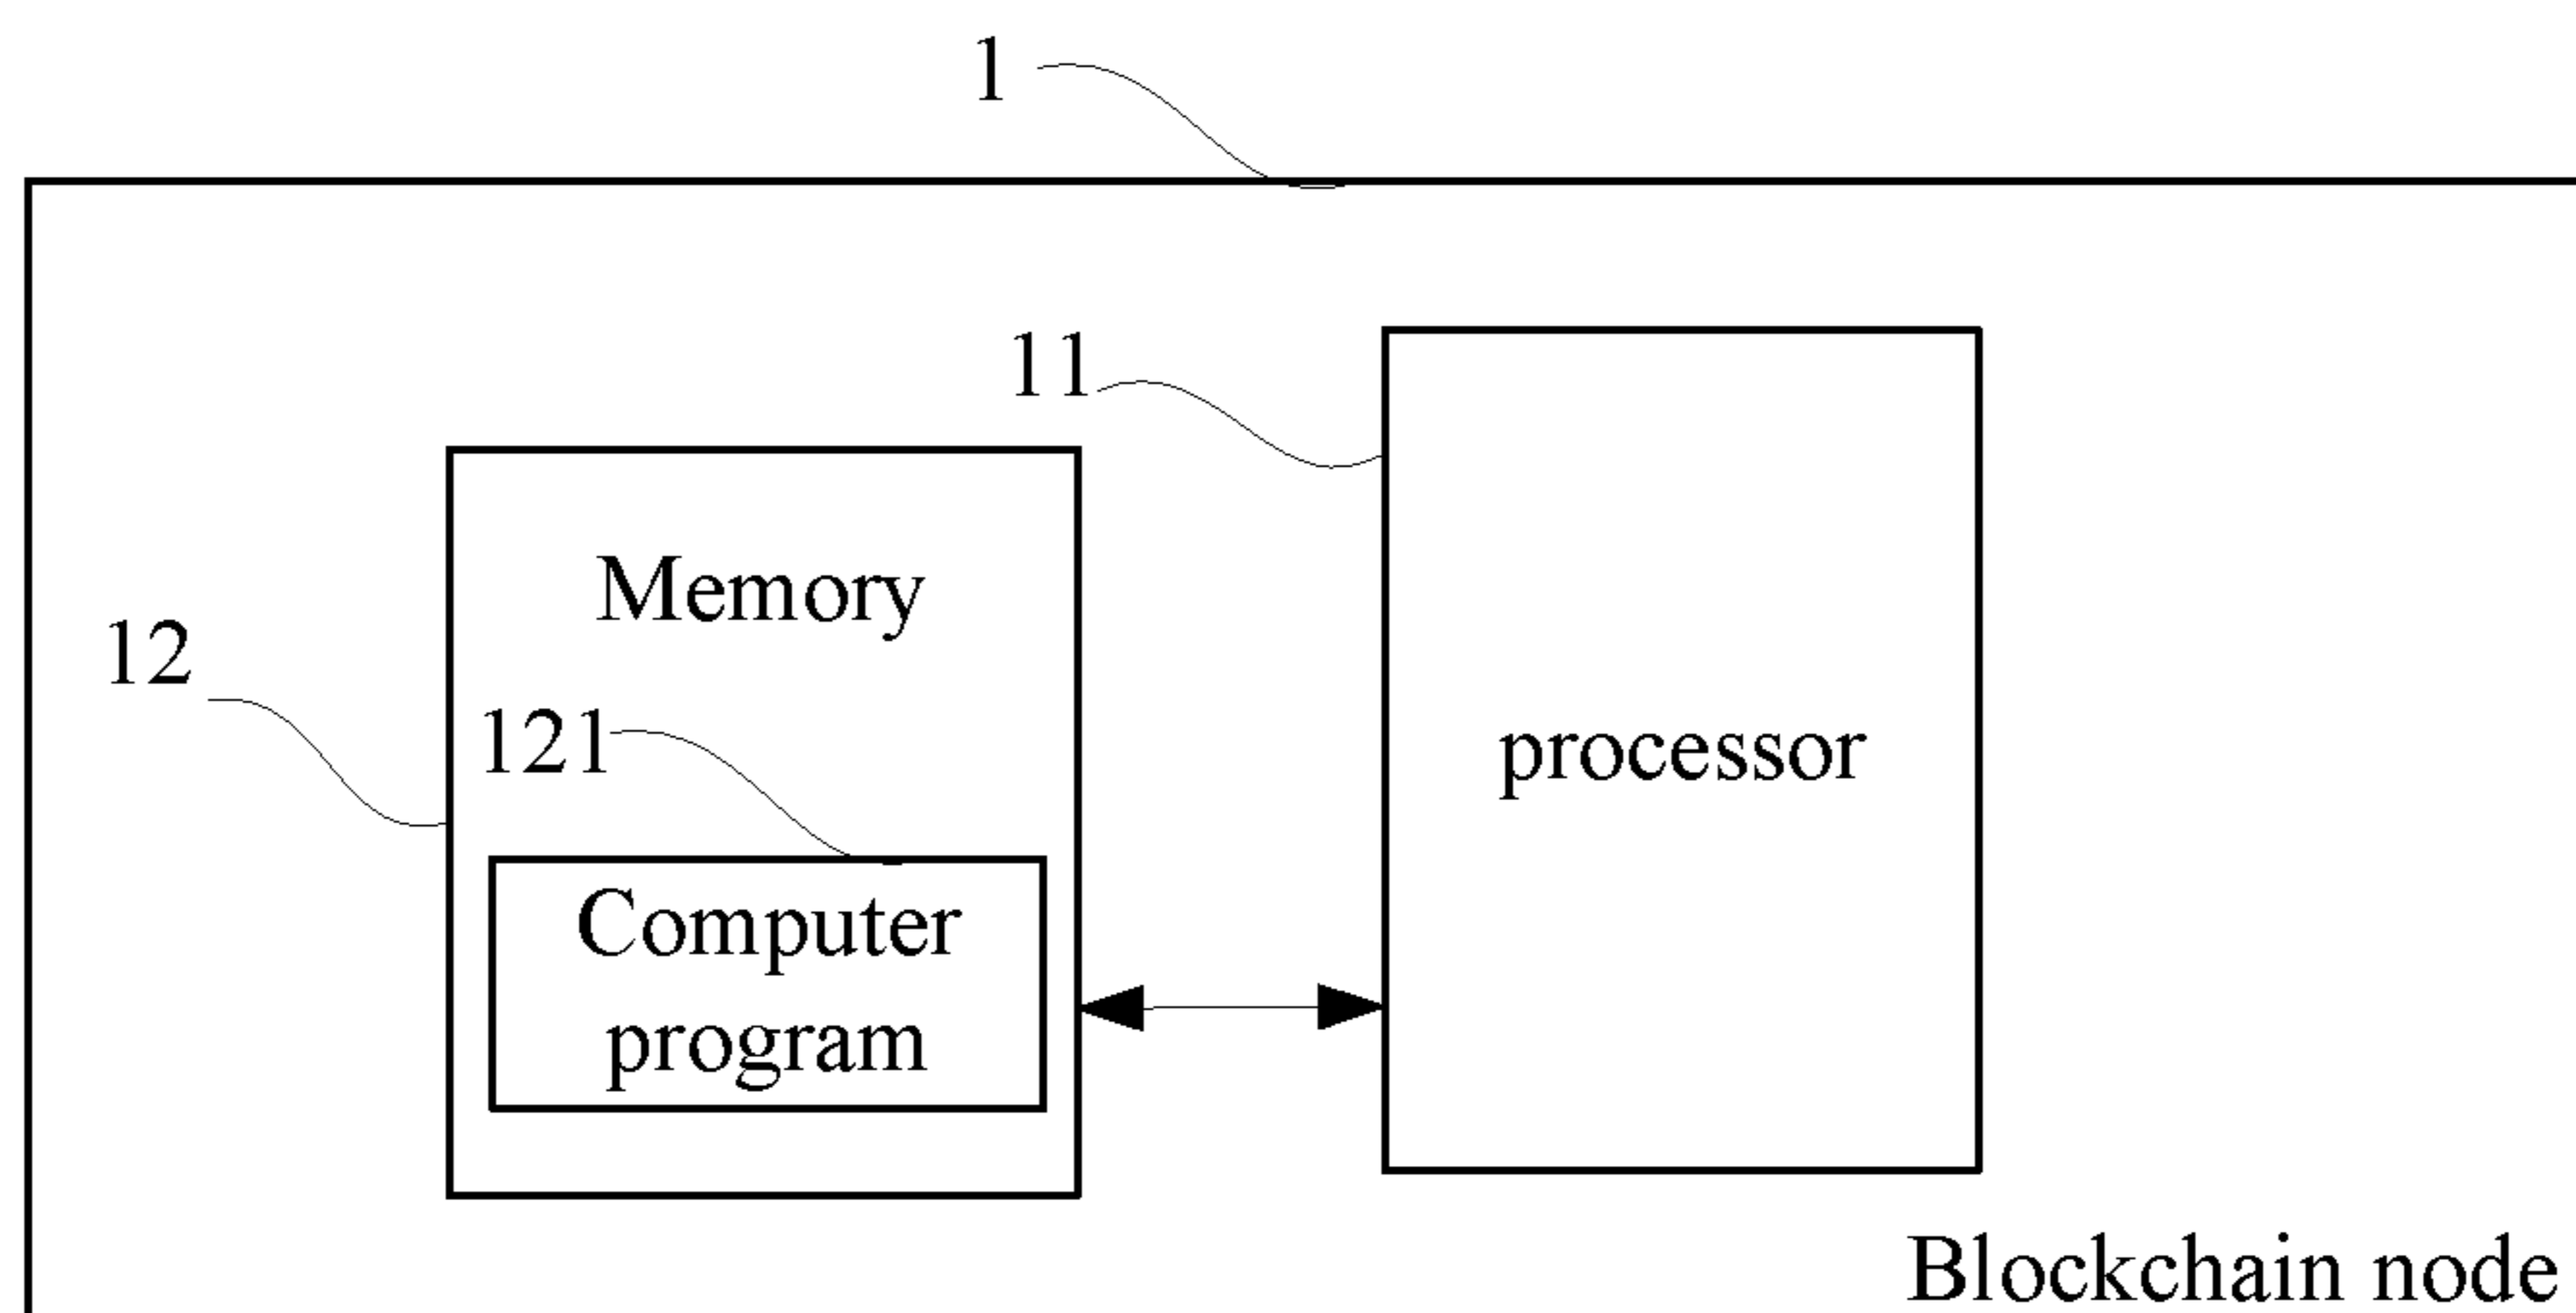 1
11
Memory
12
121
processor
Computer
program
Blockchain node